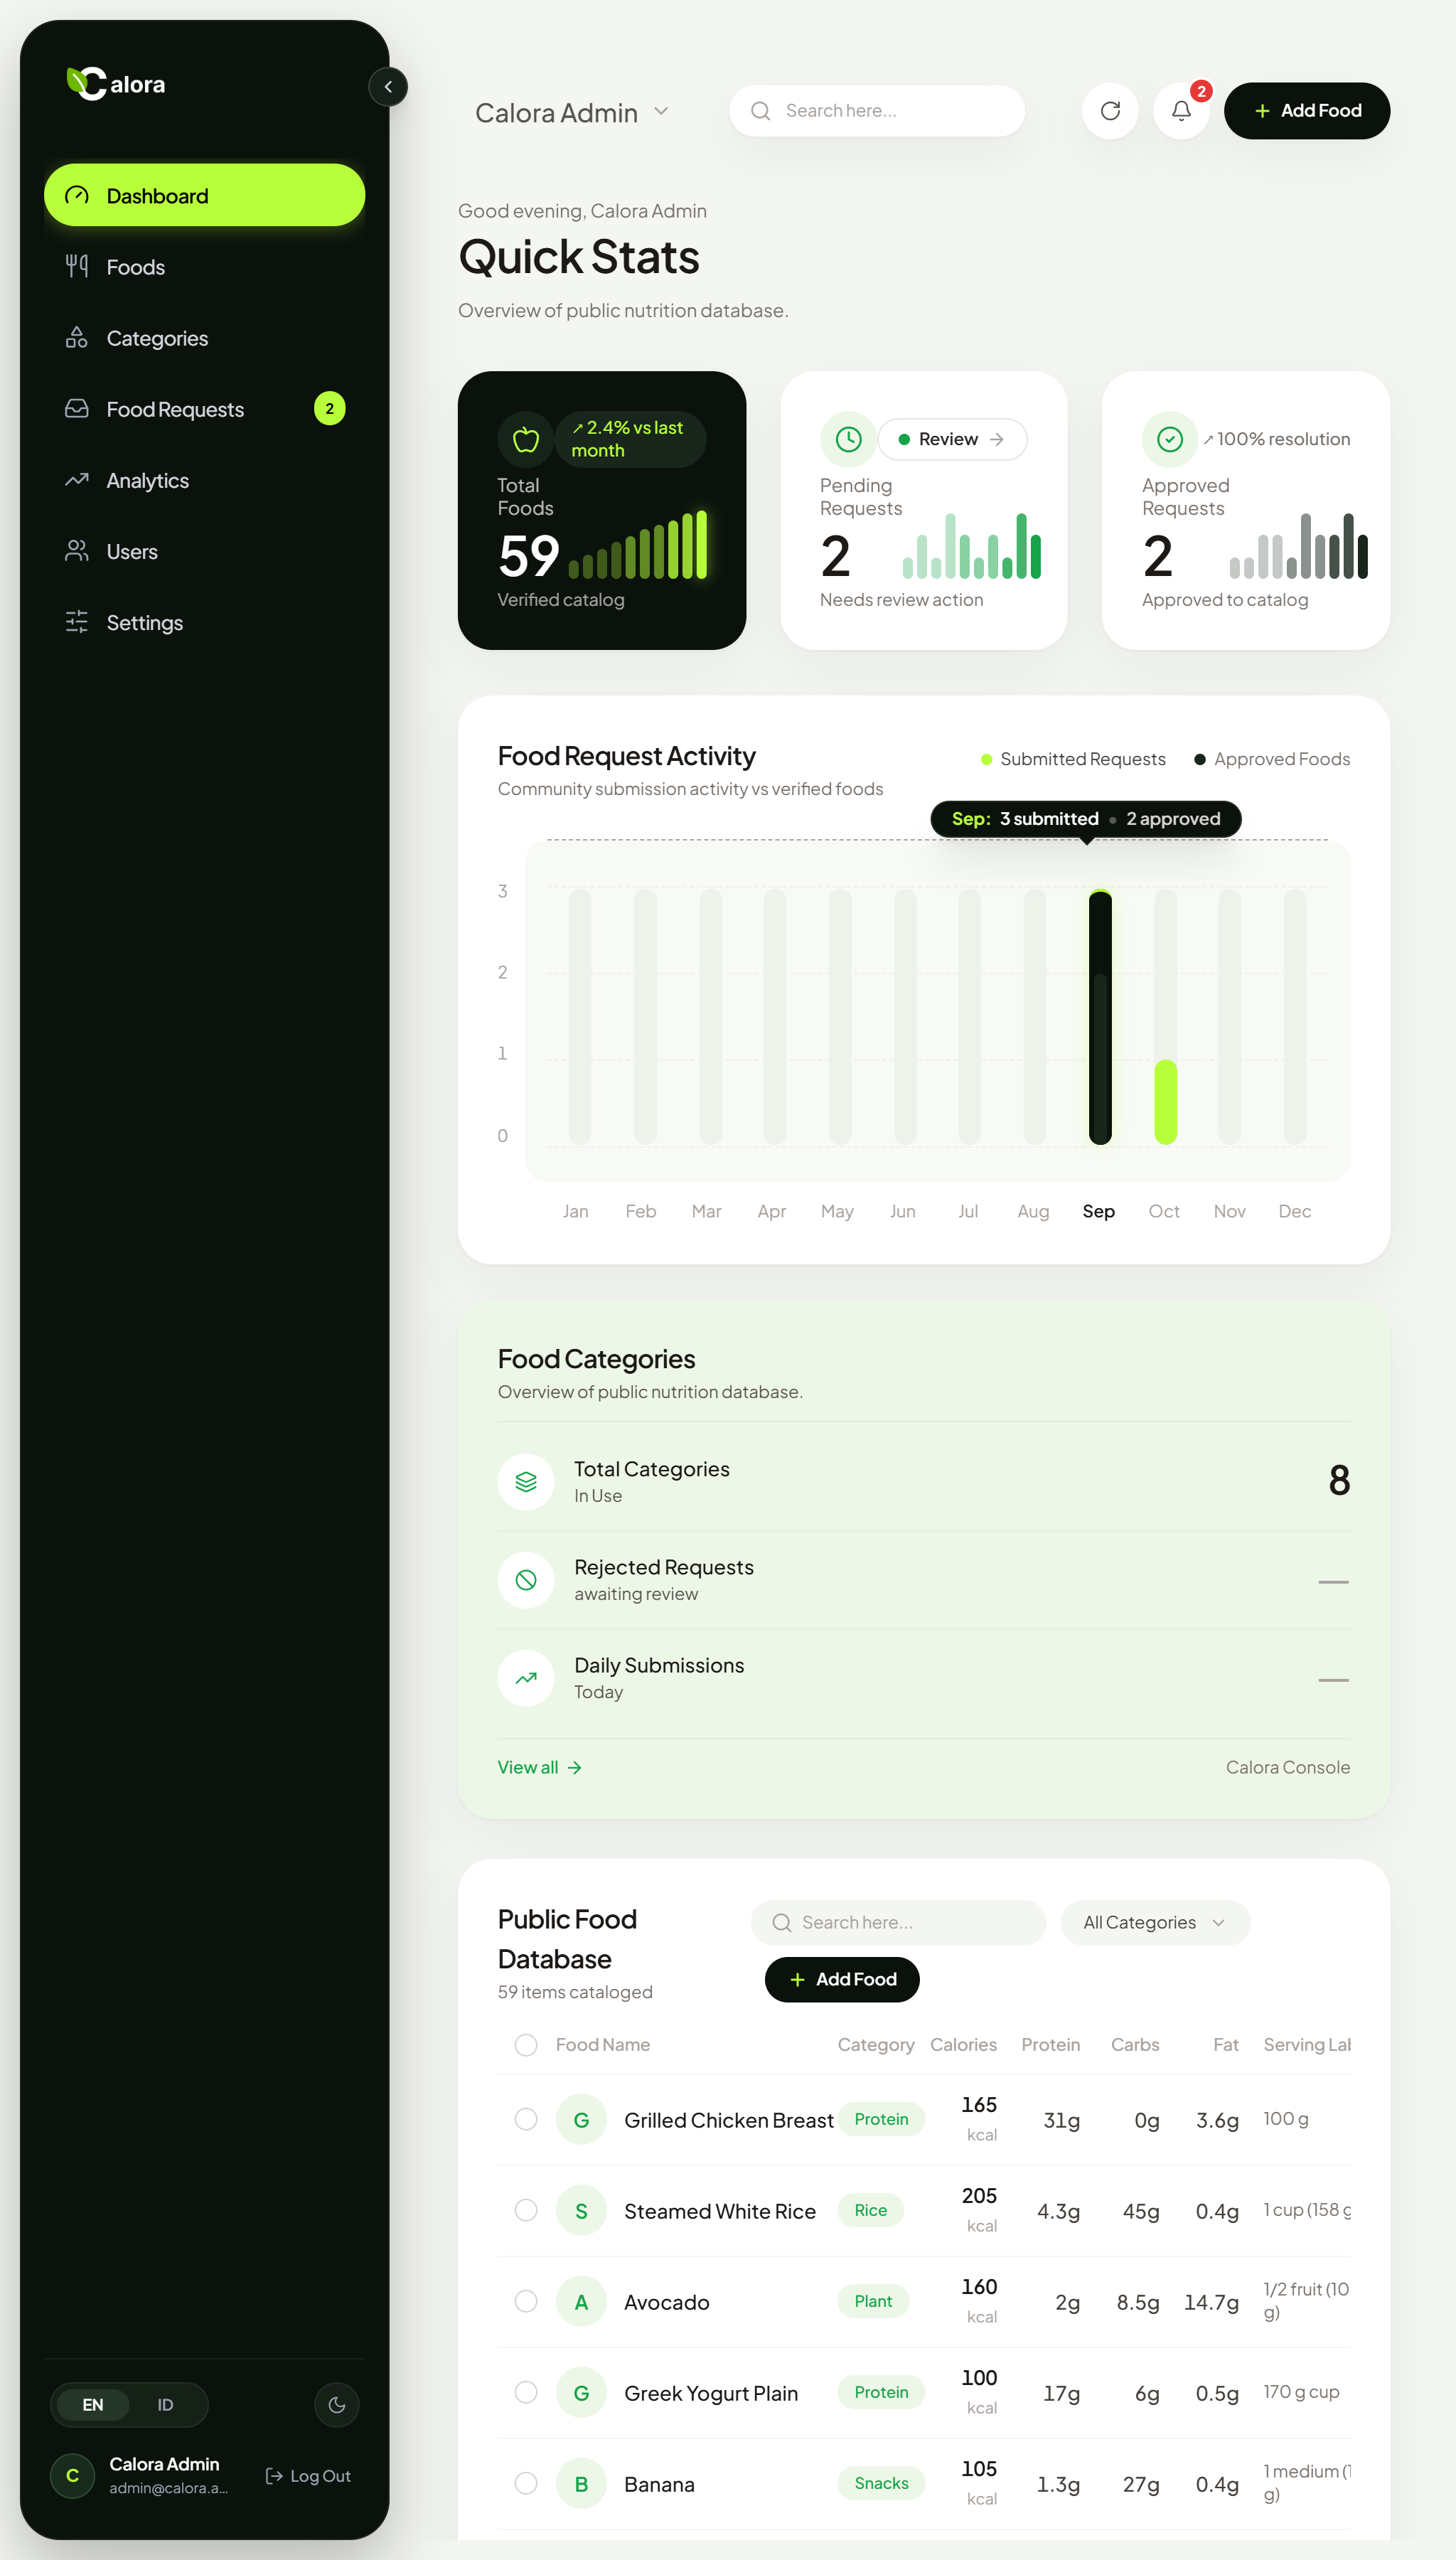 Calora
Dashboard
Foods
Categories
Food Requests
2
Analytics
Users
Settings
EN
ID
C
Calora Admin
admin@calora.a...
Log Out
Calora Admin
Search here...
2
+ Add Food
Good evening, Calora Admin
Quick Stats
Overview of public nutrition database.
↗ 2.4% vs last
month
Total
Foods
59
Verified catalog
Review →
Pending
Requests
2
Needs review action
↗ 100% resolution
Approved
Requests
2
Approved to catalog
Food Request Activity
Community submission activity vs verified foods
Submitted Requests
Approved Foods
Sep: 3 submitted • 2 approved
3
2
1
0
Jan Feb Mar Apr May Jun Jul Aug Sep Oct Nov Dec
Food Categories
Overview of public nutrition database.
Total Categories
In Use
8
Rejected Requests
awaiting review
—
Daily Submissions
Today
—
View all →
Calora Console
Public Food
Database
59 items cataloged
Search here...
All Categories
+ Add Food
Food Name Category Calories Protein Carbs Fat Serving Lab
G Grilled Chicken Breast Protein 165 kcal 31g 0g 3.6g 100 g
S Steamed White Rice Rice 205 kcal 4.3g 45g 0.4g 1 cup (158 g
A Avocado Plant 160 kcal 2g 8.5g 14.7g 1/2 fruit (10
g)
G Greek Yogurt Plain Protein 100 kcal 17g 6g 0.5g 170 g cup
B Banana Snacks 105 kcal 1.3g 27g 0.4g 1 medium (1
g)